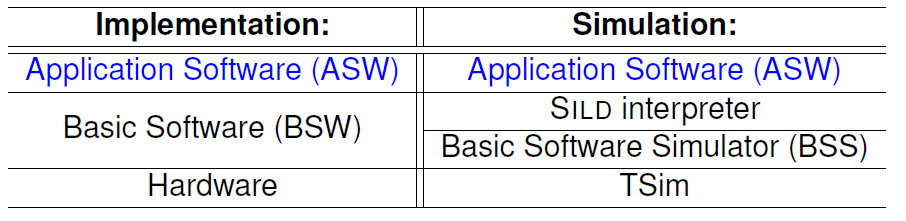 Implementation: Simulation:
Application Software (ASW) Application Software (ASW)
Basic Software (BSW) SILD interpreter
Basic Software Simulator (BSS)
Hardware TSim